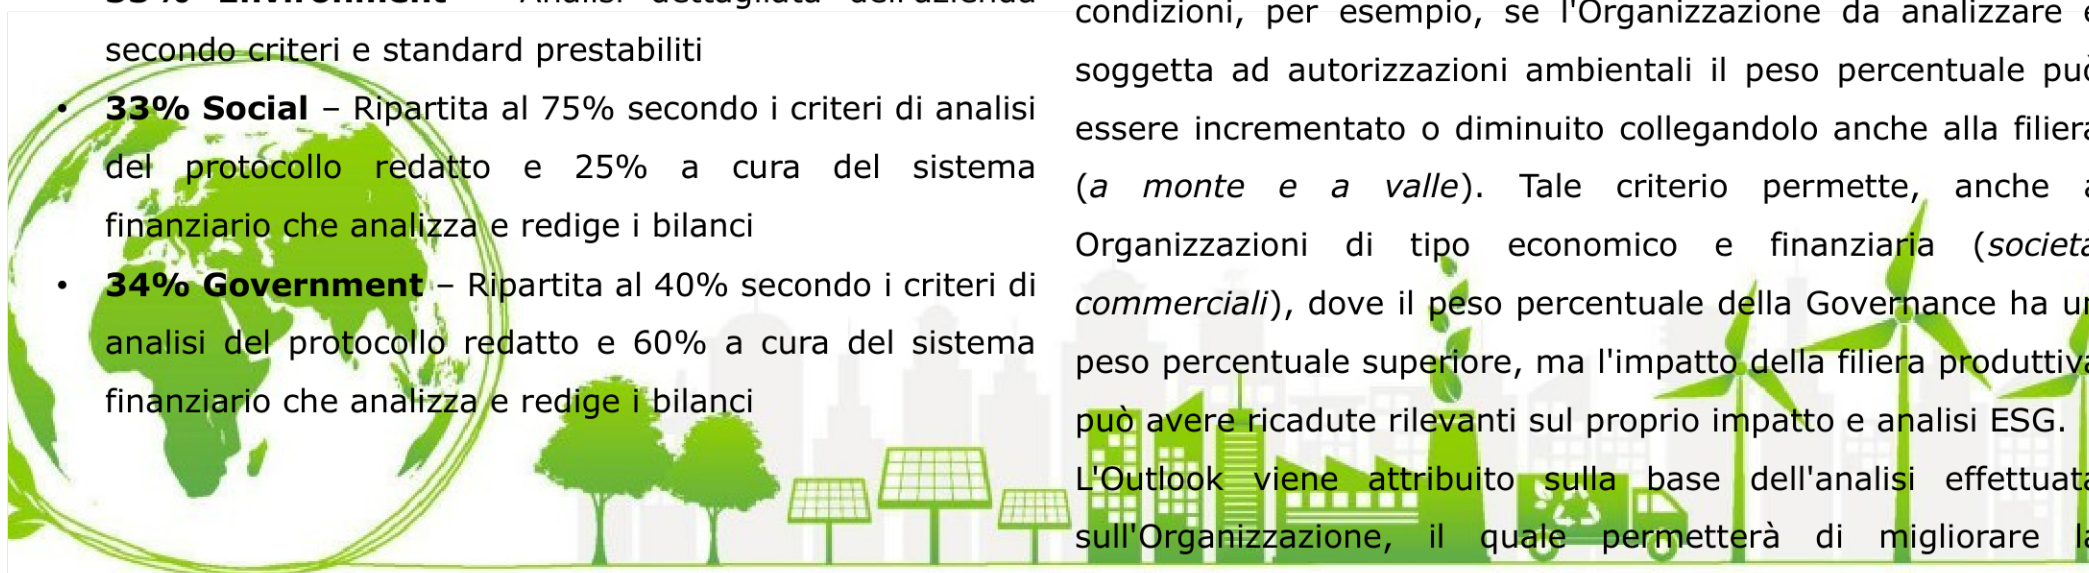 secondo criteri e standard prestabiliti
• 33% Social – Ripartita al 75% secondo i criteri di analisi
del protocollo redatto e 25% a cura del sistema
finanziario che analizza e redige i bilanci
• 34% Government – Ripartita al 40% secondo i criteri di
analisi del protocollo redatto e 60% a cura del sistema
finanziario che analizza e redige i bilanci
condizioni, per esempio, se l'Organizzazione da analizzare
soggetta ad autorizzazioni ambientali il peso percentuale può
essere incrementato o diminuito collegandolo anche alla filiera
(a monte e a valle). Tale criterio permette, anche
Organizzazioni di tipo economico e finanziaria (società
commerciali), dove il peso percentuale della Governance ha un
peso percentuale superiore, ma l'impatto della filiera produttiva
può avere ricadute rilevanti sul proprio impatto e analisi ESG.
L'Outlook viene attribuito sulla base dell'analisi effettuata
sull'Organizzazione, il quale permetterà di migliorare la